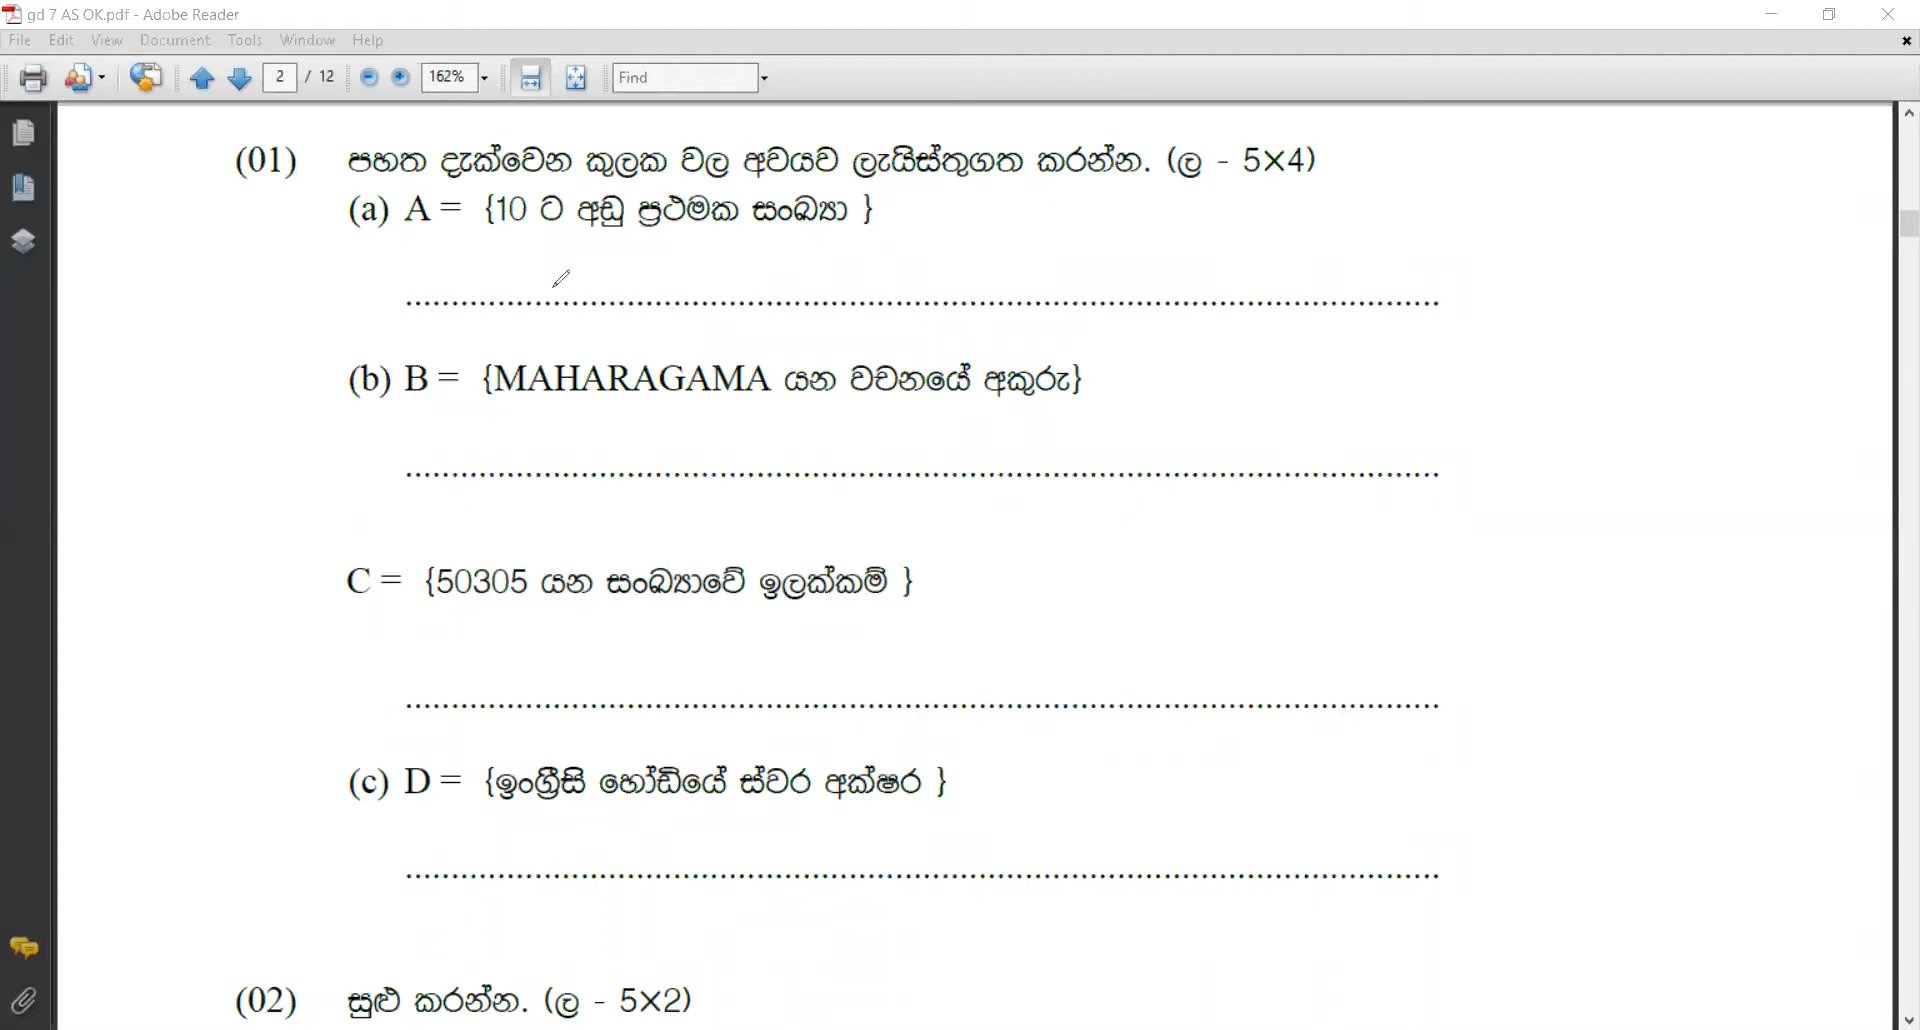 gd 7 AS OK.pdf - Adobe Reader
File Edit View Document Tools Window Help
2 / 12 162% Find
(01) පහත දැක්වෙන කුලක වල අවයව ලැයිස්තුගත කරන්න. (ල - 5×4)
(a) A = {10 ට අඩු ප්‍රථමක සංඛ්‍යා }
................................................................................................................
(b) B = {MAHARAGAMA යන වචනයේ අකුරු}
................................................................................................................
C = {50305 යන සංඛ්‍යාවේ ඉලක්කම් }
................................................................................................................
(c) D = {ඉංග්‍රීසි හෝඩියේ ස්වර අක්ෂර }
................................................................................................................
(02) සුළු කරන්න. (ල - 5×2)